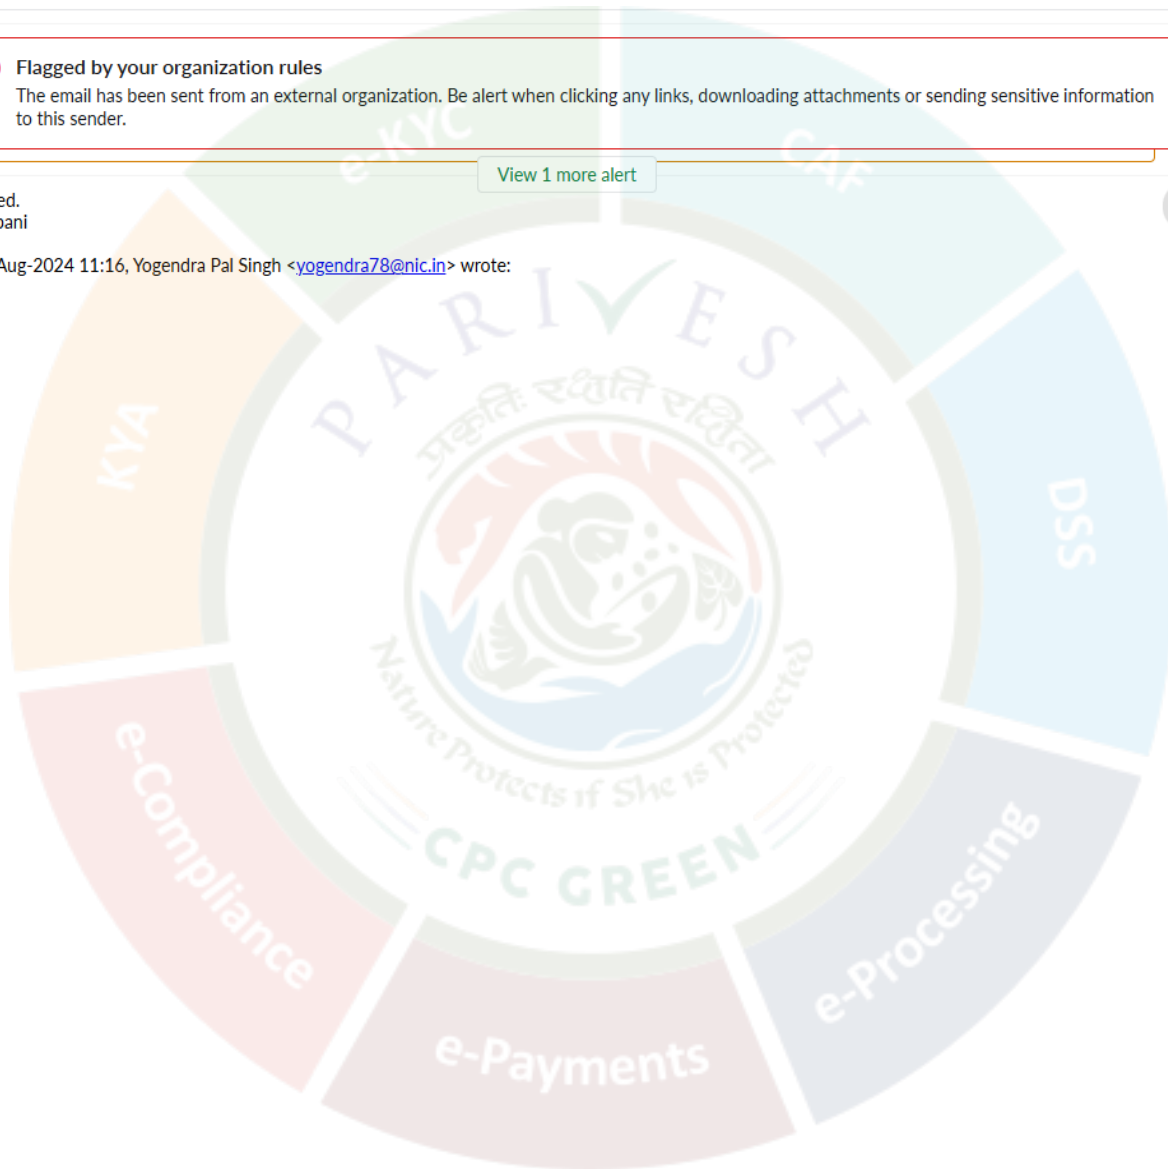 Flagged by your organization rules
The email has been sent from an external organization. Be alert when clicking any links, downloading attachments or sending sensitive information
to this sender.
View 1 more alert
ed.
pani
Aug-2024 11:16, Yogendra Pal Singh <yogendra78@nic.in> wrote:
e-KYC
CAF
KYA
DSS
PARIVESH
प्रकृतिः रक्षति रक्षिता
Nature Protects if She is Protected
CPC GREEN
e-Compliance
e-Processing
e-Payments